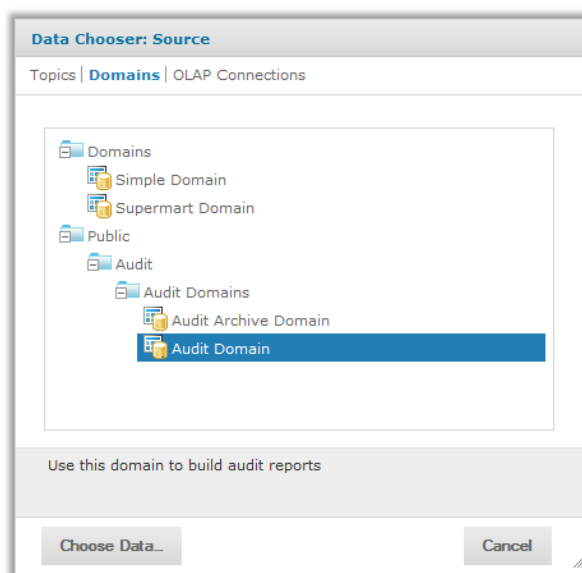 Data Chooser: Source
Topics | Domains | OLAP Connections
Domains
Simple Domain
Supermart Domain
Public
Audit
Audit Domains
Audit Archive Domain
Audit Domain
Use this domain to build audit reports
Choose Data...
Cancel